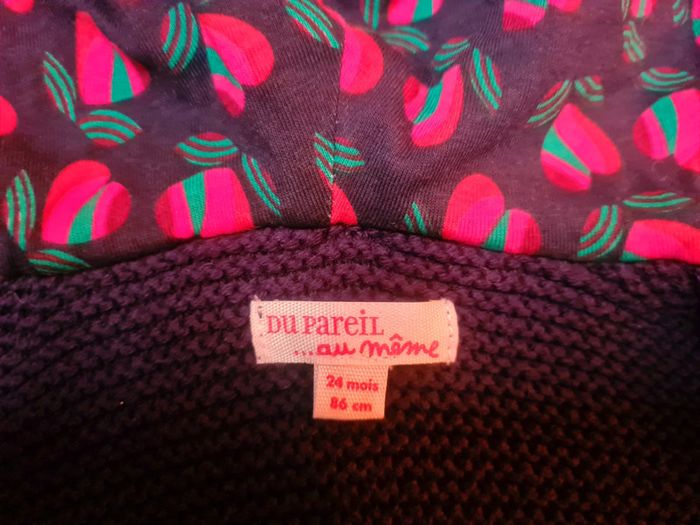 DU PAREIL
...au même
24 mois
86 cm